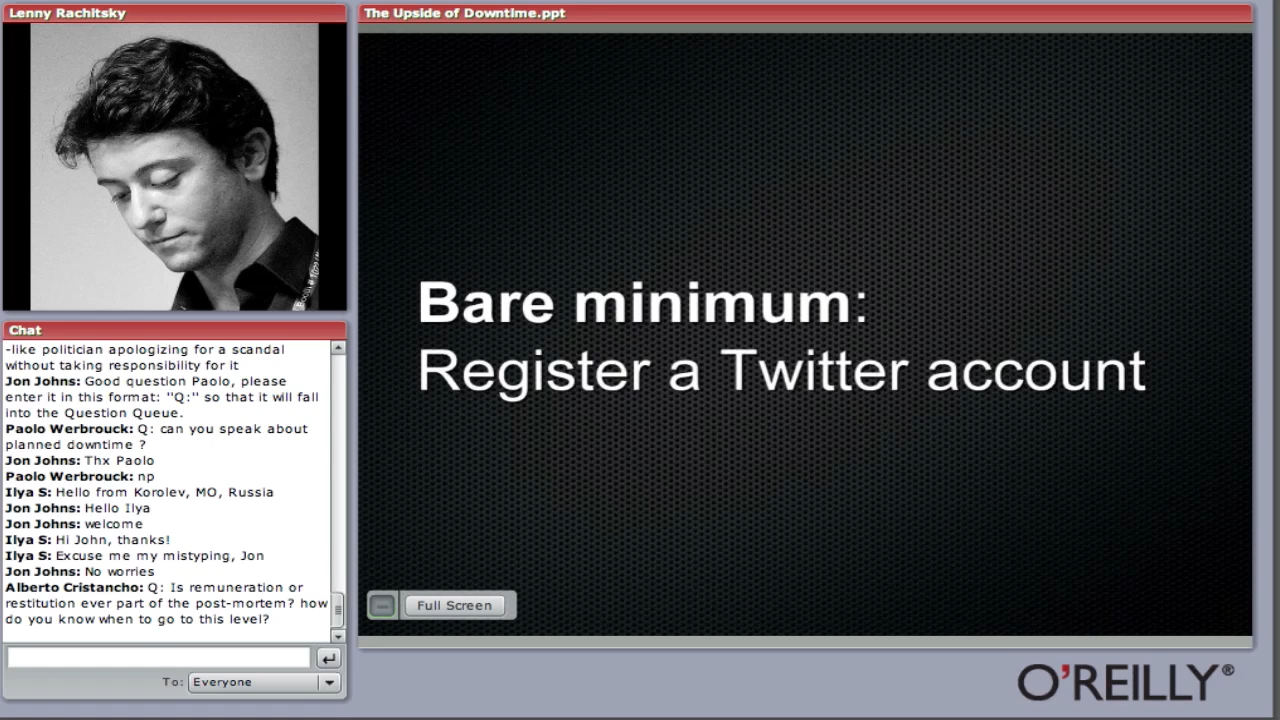 Lenny Rachitsky
The Upside of Downtime.ppt
Bare minimum:
Register a Twitter account
Full Screen
Chat
-like politician apologizing for a scandal
without taking responsibility for it
Jon Johns: Good question Paolo, please
enter it in this format: "Q:" so that it will fall
into the Question Queue.
Paolo Werbrouck: Q: can you speak about
planned downtime ?
Jon Johns: Thx Paolo
Paolo Werbrouck: np
Ilya S: Hello from Korolev, MO, Russia
Jon Johns: Hello Ilya
Jon Johns: welcome
Ilya S: Hi John, thanks!
Ilya S: Excuse me my mistyping, Jon
Jon Johns: No worries
Alberto Cristancho: Q: Is remuneration or
restitution ever part of the post-mortem? how
do you know when to go to this level?
To: Everyone
O'REILLY®